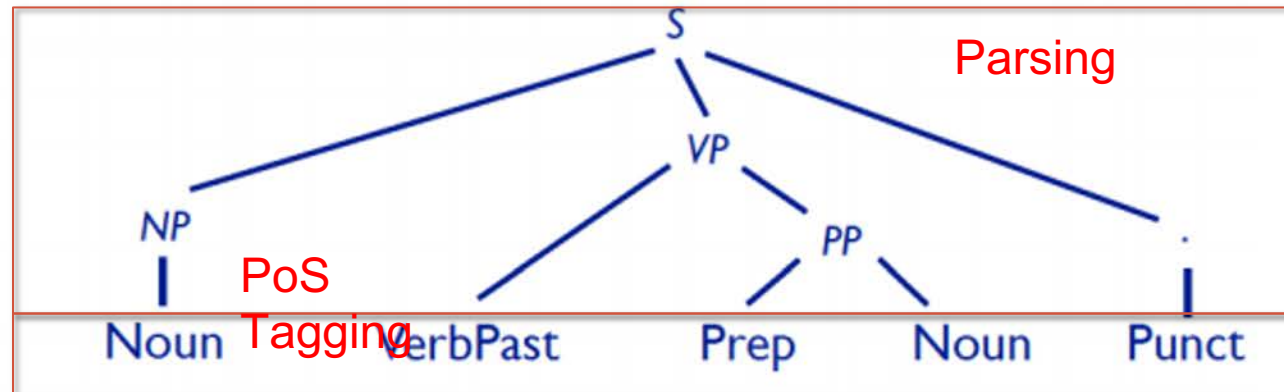 S
Parsing
VP
NP
PP
.
PoS
Tagging
Noun VerbPast Prep Noun Punct